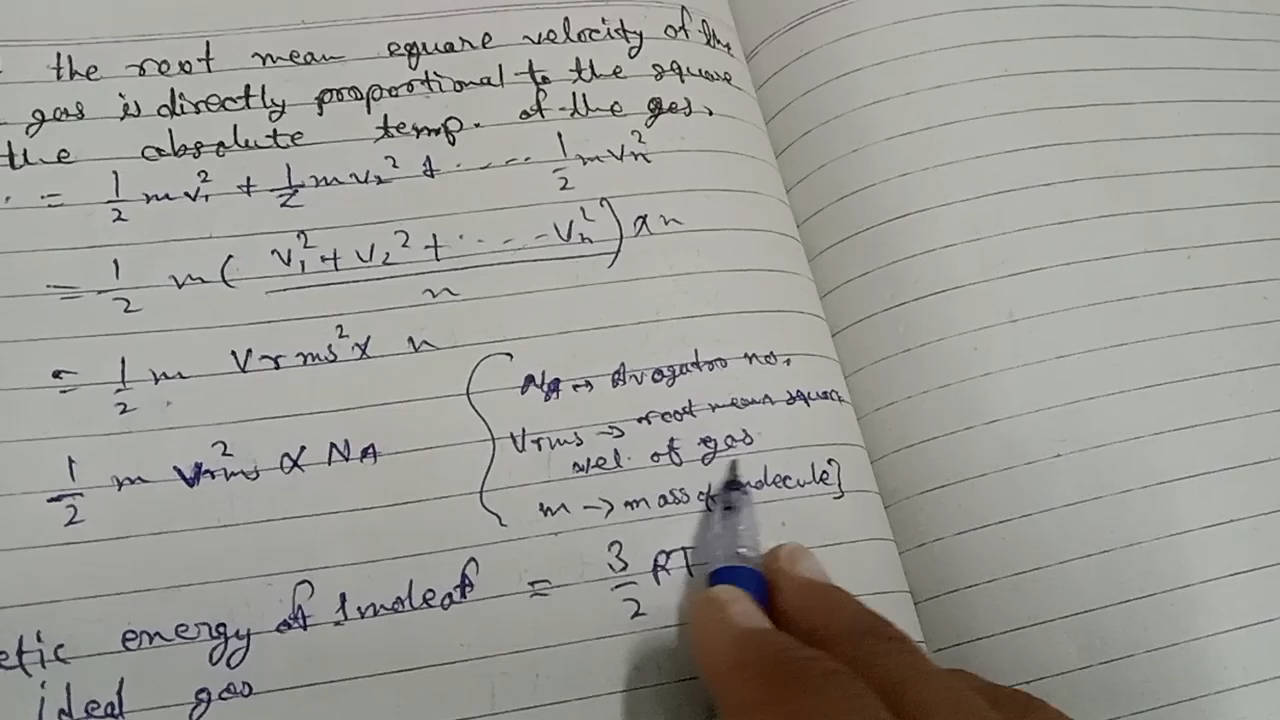 the root mean square velocity of the
gas is directly proportional to the square
the absolute temp. of the gas.
= 1/2 mv₁² + 1/2 mv₂² + ..... 1/2 mvn²
= 1/2 m ( v₁² + v₂² + ..... vn² / n ) x n
= 1/2 m Vrms² x n
1/2 m Vrms² ∝ NA
NA → Avogadro no.
Vrms → root mean square
vel. of gas
m → mass of molecule]
etic energy of 1 mole of = 3/2 RT
ideal gas